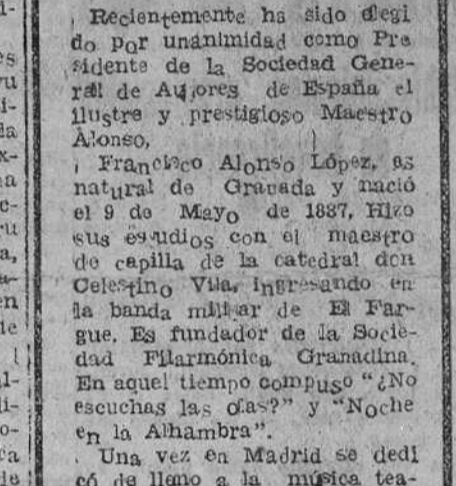 Recientemente ha sido elegi
do por unanimidad como Pre
sidente de la Sociedad Gene-
ral de Autores de España el
ilustre y prestigioso Maestro
Alonso,
Francisco Alonso López, es
natural de Granada y nació
el 9 de Mayo de 1887, Hizo
sus estudios con el maestro
de capilla de la catedral don
Celestino Vila, ingresando en
la banda militar de El Far-
gue. Es fundador de la Socie-
dad Filarmónica Granadina.
En aquel tiempo compuso "¿No
escuchas las olas?" y "Noche
en la Alhambra".
Una vez en Madrid se dedi
có de lleno a la música tea-